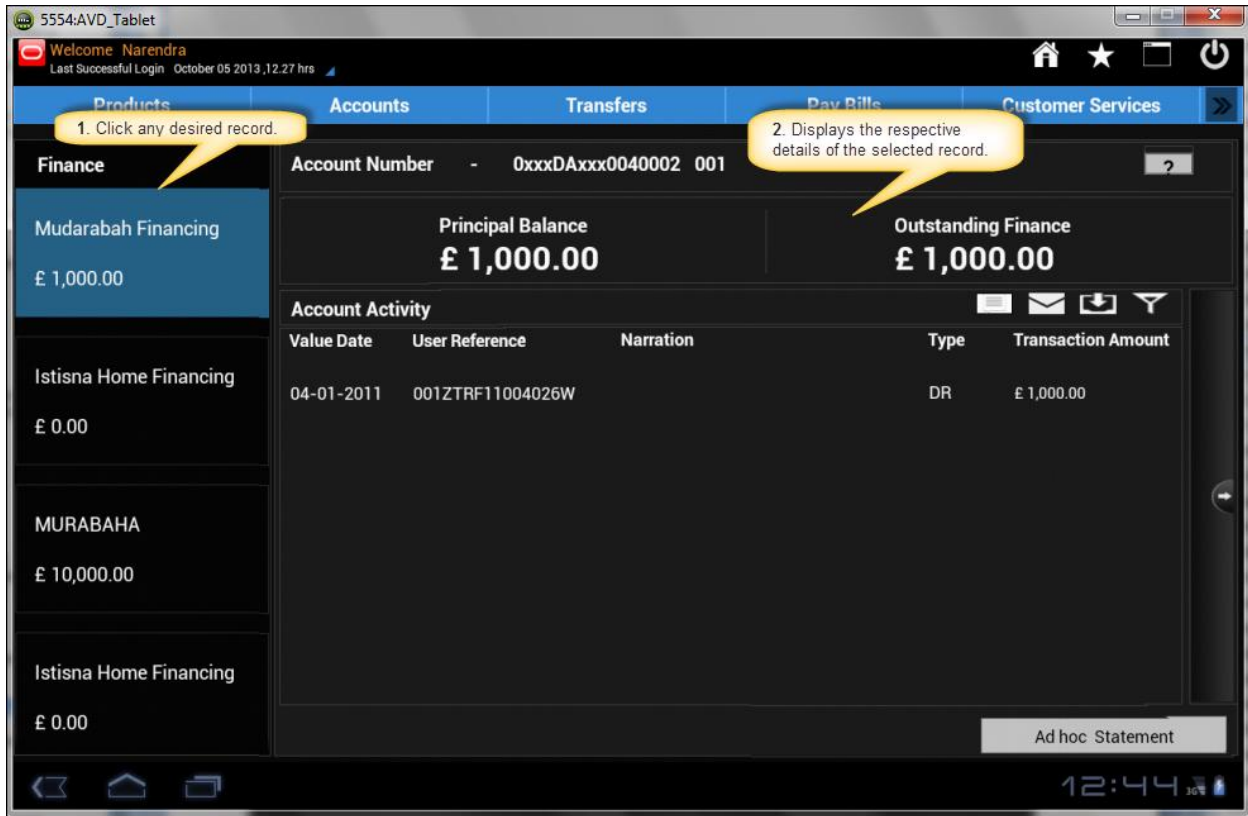 5554:AVD_Tablet
Welcome Narendra
Last Successful Login October 05 2013 ,12.27 hrs
Products Accounts Transfers Pay Bills Customer Services
1. Click any desired record.
2. Displays the respective
details of the selected record.
Finance
Account Number - 0xxxDAxxx0040002 001
?
Mudarabah Financing
£ 1,000.00
Principal Balance Outstanding Finance
£ 1,000.00 £ 1,000.00
Account Activity
Value Date User Reference Narration Type Transaction Amount
04-01-2011 001ZTRF11004026W DR £ 1,000.00
Istisna Home Financing
£ 0.00
MURABAHA
£ 10,000.00
Istisna Home Financing
£ 0.00
Ad hoc Statement
12:44 3G